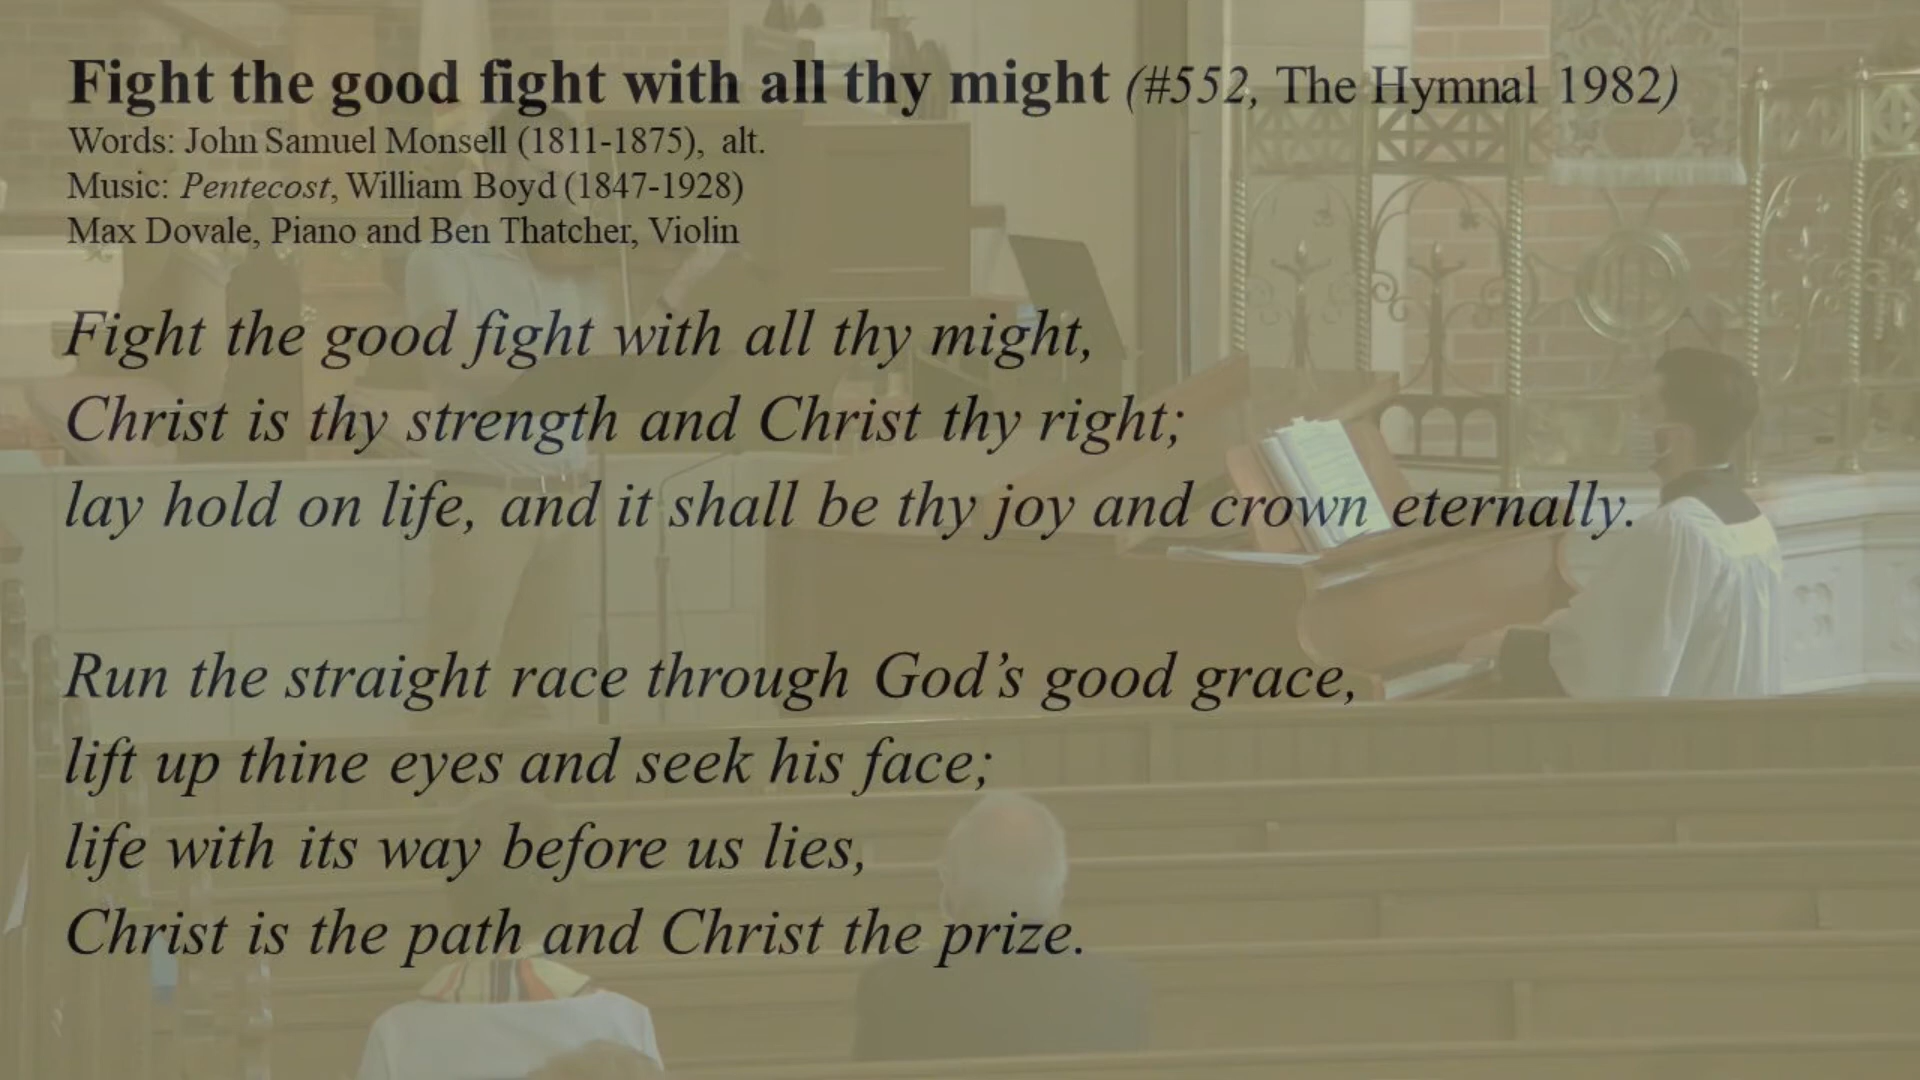 Fight the good fight with all thy might (#552, The Hymnal 1982)
Words: John Samuel Monsell (1811-1875), alt.
Music: Pentecost, William Boyd (1847-1928)
Max Dovale, Piano and Ben Thatcher, Violin
Fight the good fight with all thy might,
Christ is thy strength and Christ thy right;
lay hold on life, and it shall be thy joy and crown eternally.
Run the straight race through God’s good grace,
lift up thine eyes and seek his face;
life with its way before us lies,
Christ is the path and Christ the prize.